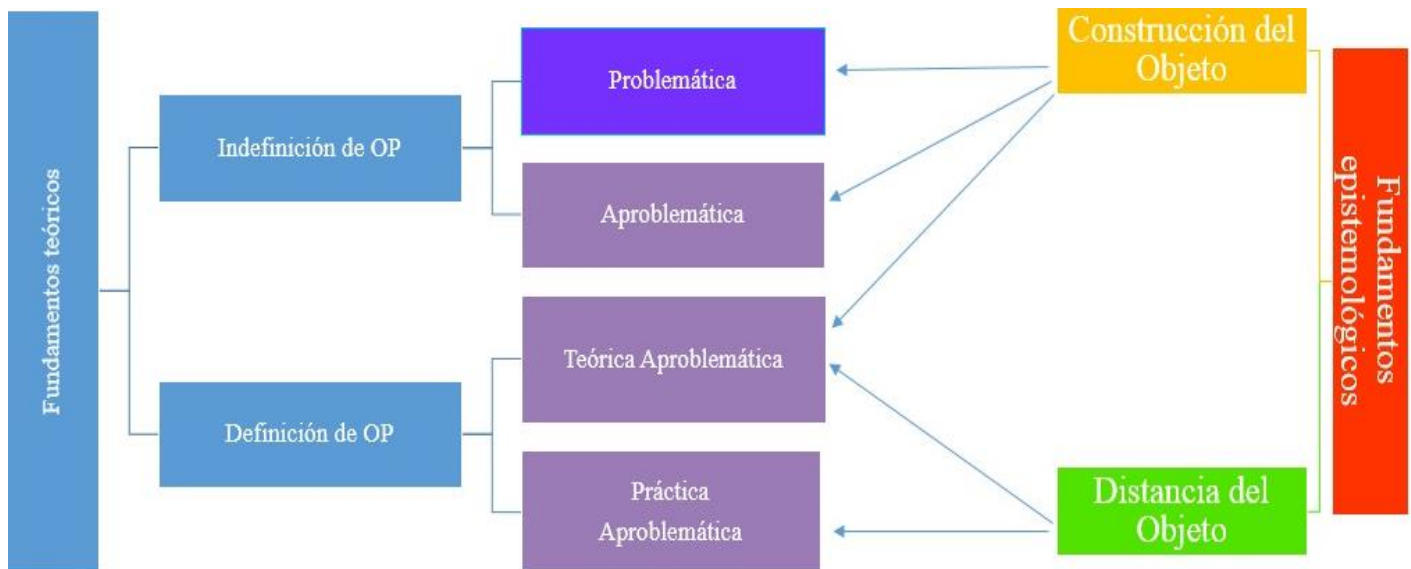 Fundamentos teóricos
Indefinición de OP
Definición de OP
Problemática
Aproblemática
Teórica Aproblemática
Práctica
Aproblemática
Construcción del
Objeto
Distancia del
Objeto
Fundamentos
epistemológicos